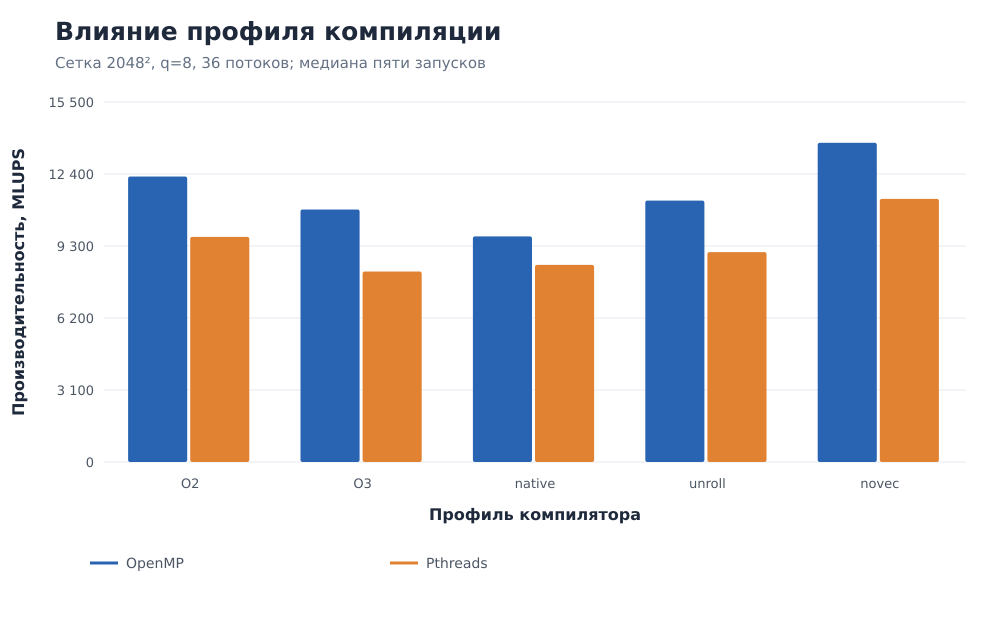 Влияние профиля компиляции
Сетка 2048², q=8, 36 потоков; медиана пяти запусков
Производительность, MLUPS
15 500
12 400
9 300
6 200
3 100
0
O2 O3 native unroll novec
Профиль компилятора
OpenMP Pthreads